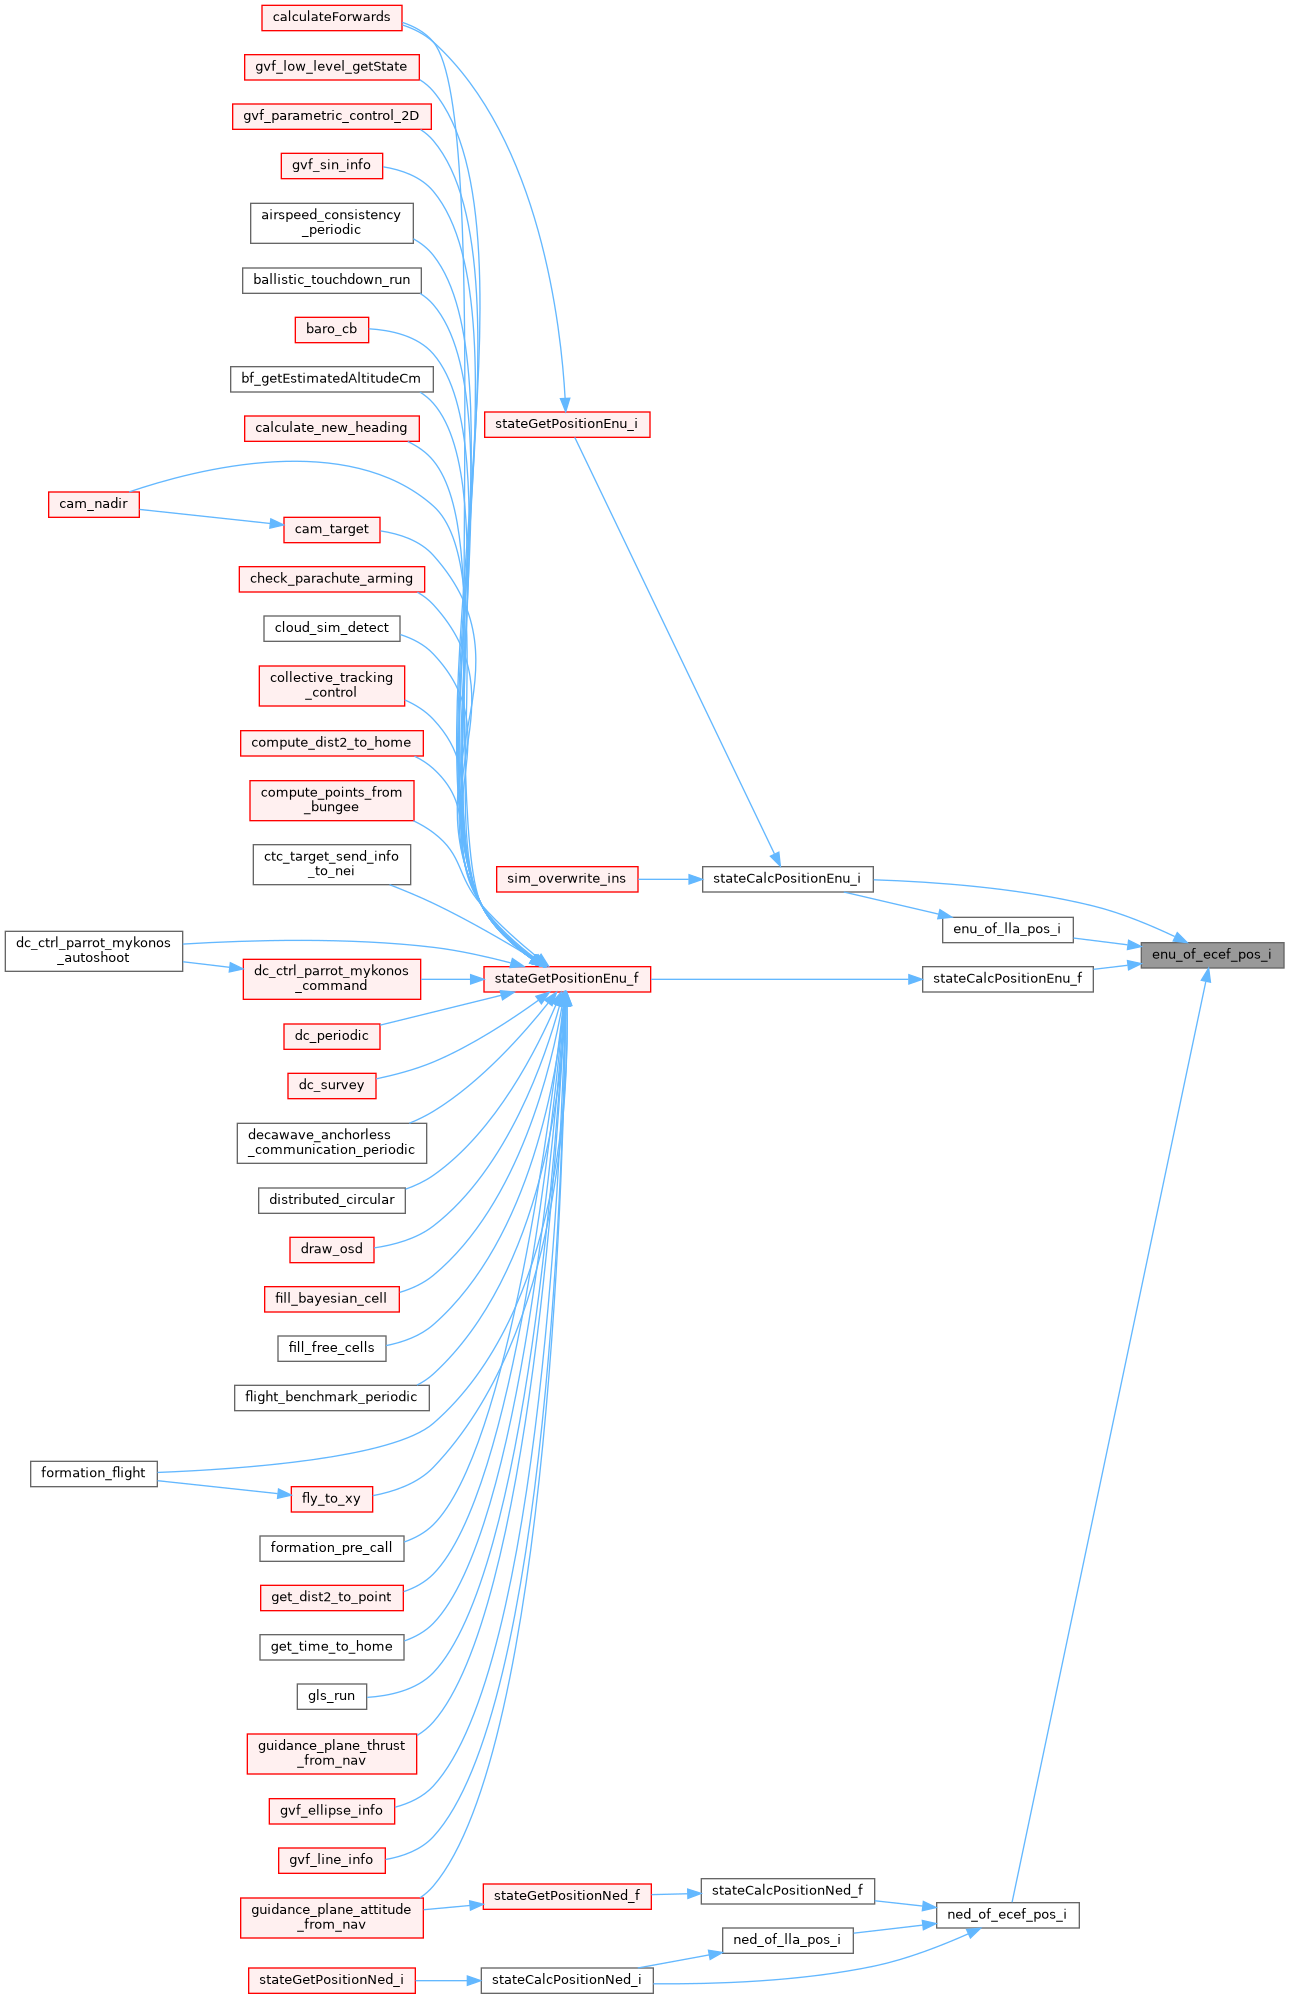 calculateForwards
gvf_low_level_getState
gvf_parametric_control_2D
gvf_sin_info
airspeed_consistency
_periodic
ballistic_touchdown_run
baro_cb
bf_getEstimatedAltitudeCm
calculate_new_heading
stateGetPositionEnu_i
cam_nadir
cam_target
check_parachute_arming
cloud_sim_detect
collective_tracking
_control
compute_dist2_to_home
compute_points_from
_bungee
ctc_target_send_info
_to_nei
sim_overwrite_ins
stateCalcPositionEnu_i
enu_of_lla_pos_i
enu_of_ecef_pos_i
dc_ctrl_parrot_mykonos
_autoshoot
dc_ctrl_parrot_mykonos
_command
stateGetPositionEnu_f
stateCalcPositionEnu_f
dc_periodic
dc_survey
decawave_anchorless
_communication_periodic
distributed_circular
draw_osd
fill_bayesian_cell
fill_free_cells
flight_benchmark_periodic
formation_flight
fly_to_xy
formation_pre_call
get_dist2_to_point
get_time_to_home
gls_run
guidance_plane_thrust
_from_nav
gvf_ellipse_info
gvf_line_info
guidance_plane_attitude
_from_nav
stateGetPositionNed_f
stateCalcPositionNed_f
ned_of_ecef_pos_i
ned_of_lla_pos_i
stateGetPositionNed_i
stateCalcPositionNed_i